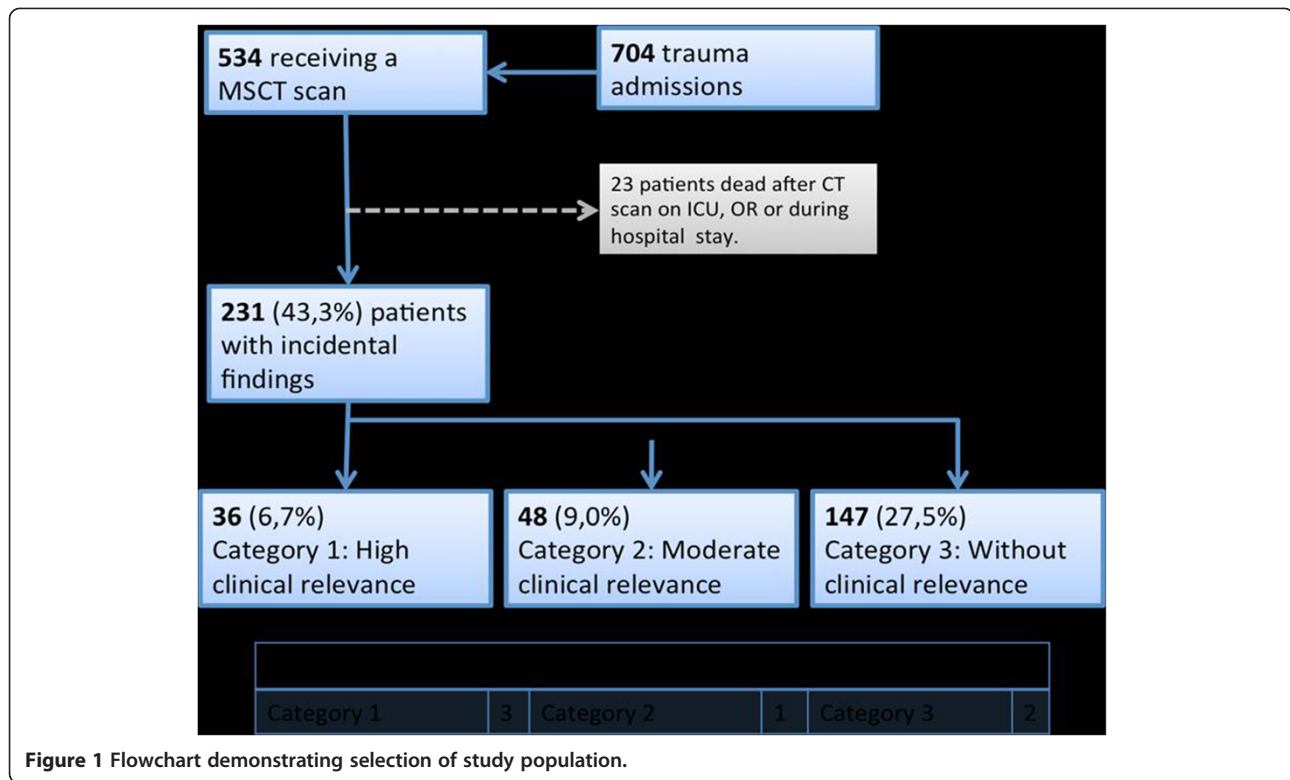 534 receiving a
MSCT scan
704 trauma
admissions
23 patients dead after CT
scan on ICU, OR or during
hospital stay.
231 (43,3%) patients
with incidental
findings
36 (6,7%)
Category 1: High
clinical relevance
48 (9,0%)
Category 2: Moderate
clinical relevance
147 (27,5%)
Category 3: Without
clinical relevance
Category 1 3 Category 2 1 Category 3 2
Figure 1 Flowchart demonstrating selection of study population.